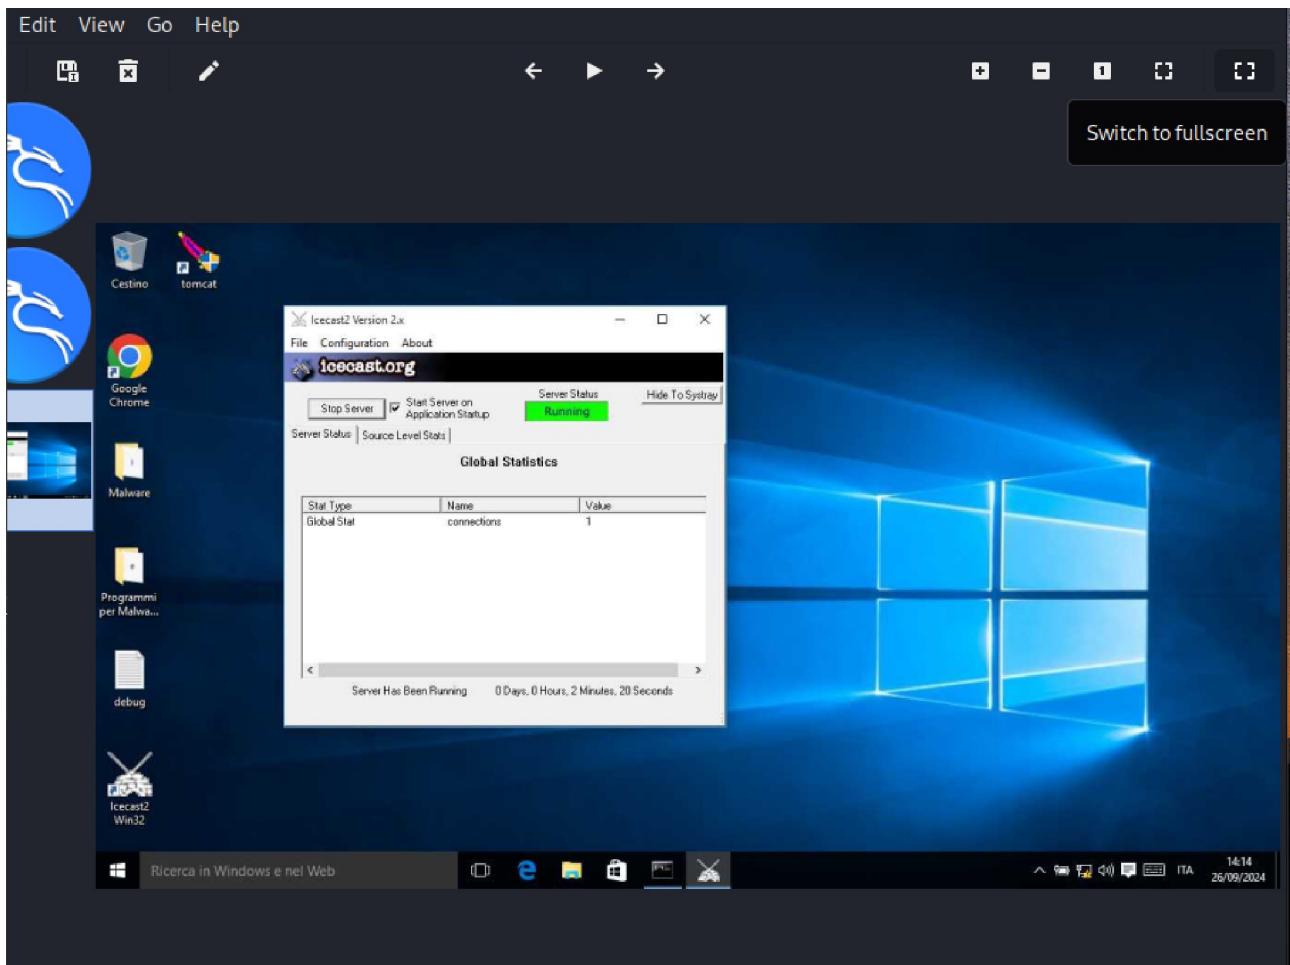 Edit View Go Help
Switch to fullscreen
Cestino
tomcat
Google
Chrome
Malware
Programmi
per Malwa...
debug
Icecast2
Win32
Icecast2 Version 2.x
File Configuration About
icecast.org
Stop Server
Start Server on
Application Startup
Server Status
Running
Hide To Systray
Server Status
Source Level Stats
Global Statistics
Stat Type Name Value
Global Stat connections 1
Server Has Been Running 0 Days, 0 Hours, 2 Minutes, 20 Seconds
Ricerca in Windows e nel Web
ITA
14:14
26/09/2024